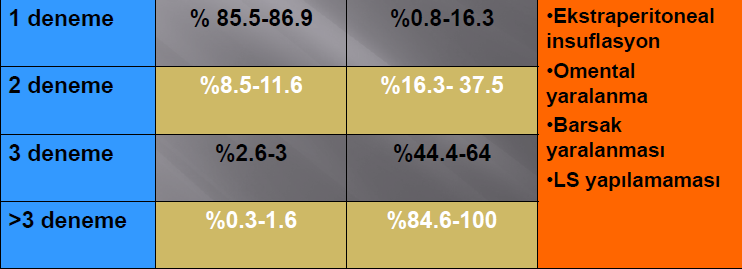 1 deneme % 85.5-86.9 %0.8-16.3
2 deneme %8.5-11.6 %16.3- 37.5
3 deneme %2.6-3 %44.4-64
>3 deneme %0.3-1.6 %84.6-100
•Ekstraperitoneal
insuflasyon
•Omental
yaralanma
•Barsak
yaralanması
•LS yapılamaması